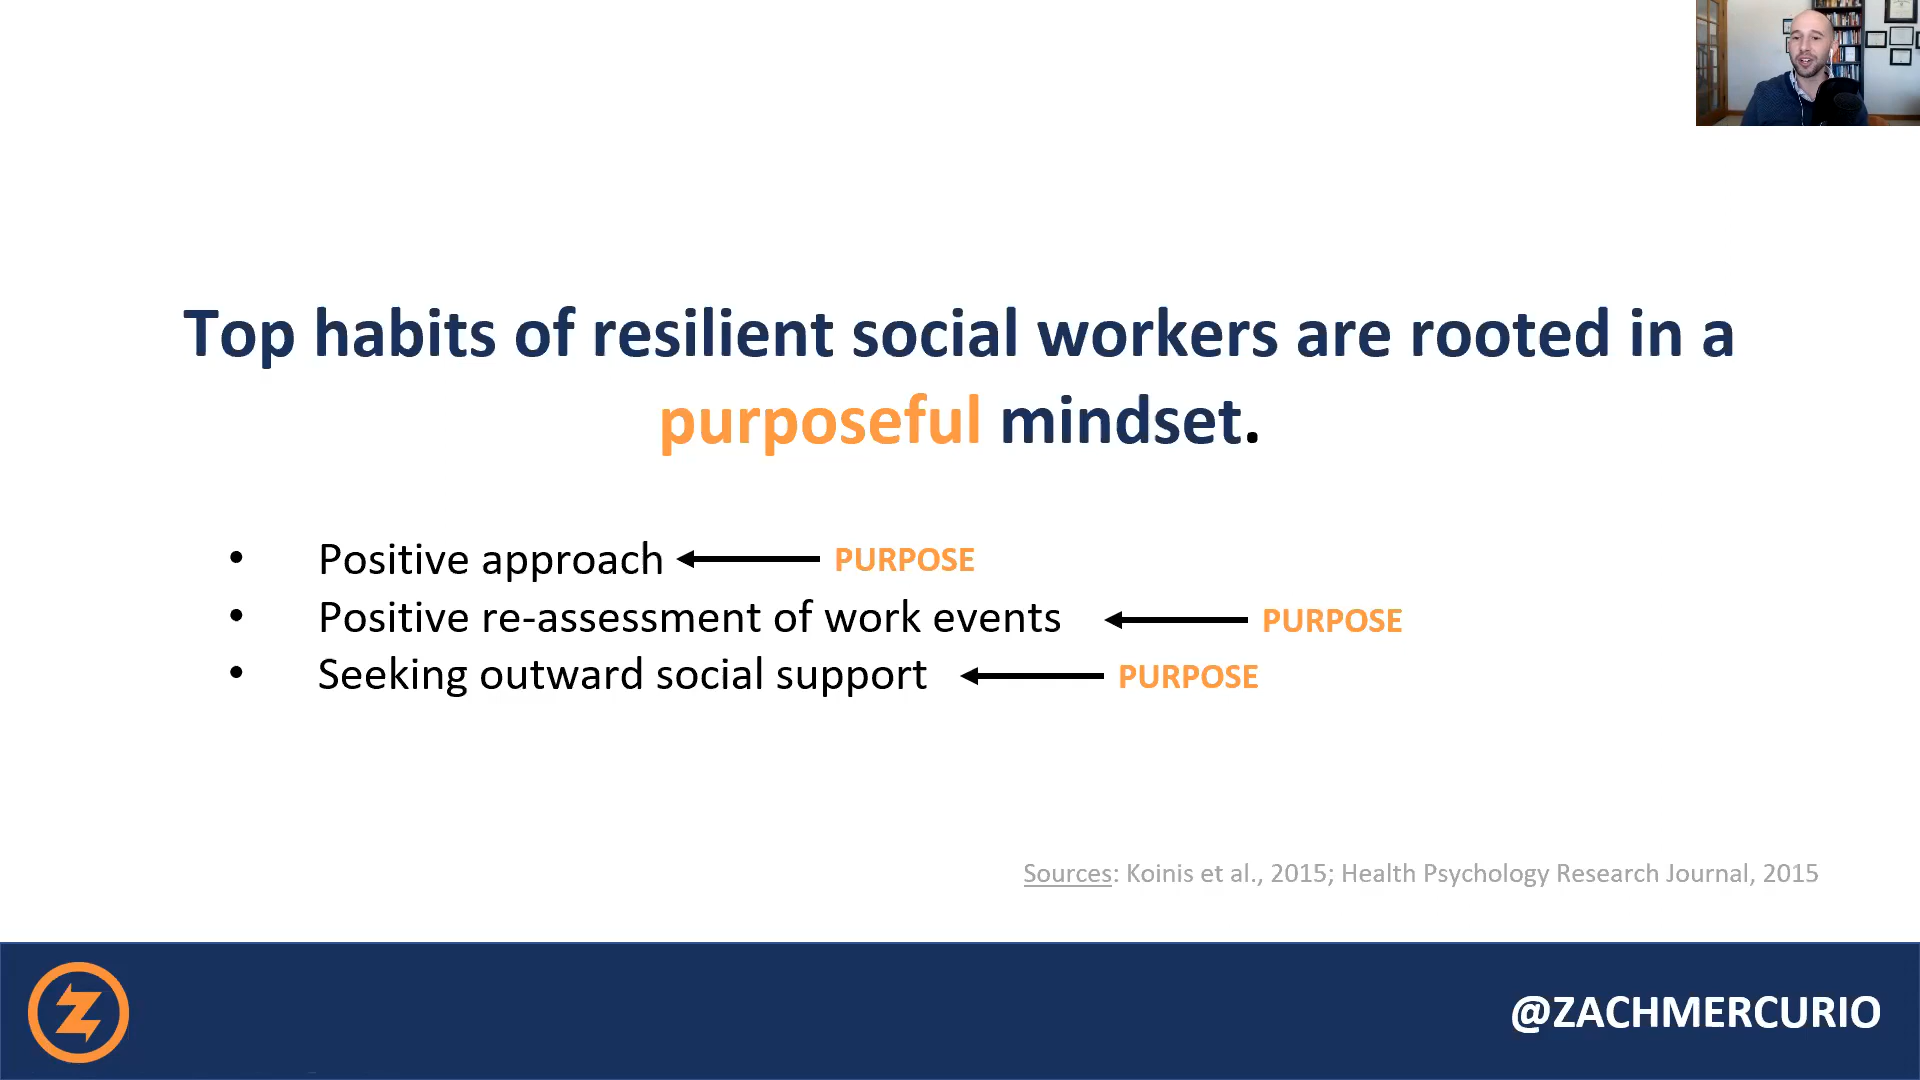 Top habits of resilient social workers are rooted in a
purposeful mindset.
• Positive approach PURPOSE
• Positive re-assessment of work events PURPOSE
• Seeking outward social support PURPOSE
Sources: Koinis et al., 2015; Health Psychology Research Journal, 2015
Z
@ZACHMERCURIO